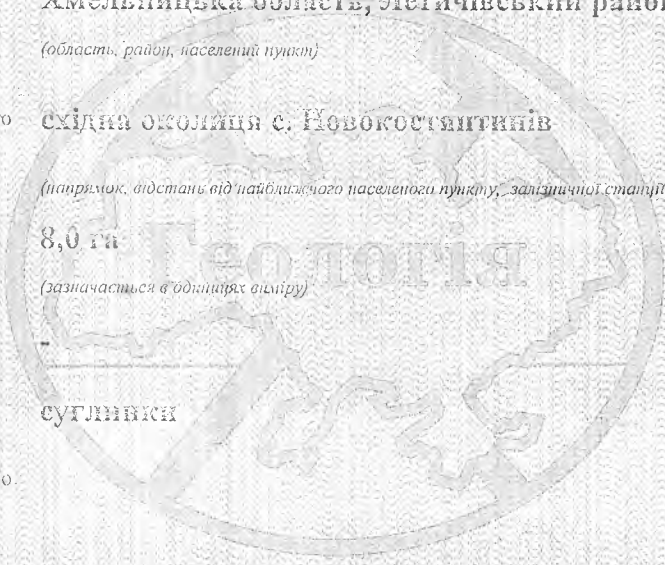 Хмельницька область, Летичівський район
(область, район, населений пункт)
східна околиця с. Новокостянтинів
(напрямок, відстань від найближчого населеного пункту, залізничної станції
8,0 га
Геологія
(зазначається в одиницях виміру)
-
суглинки